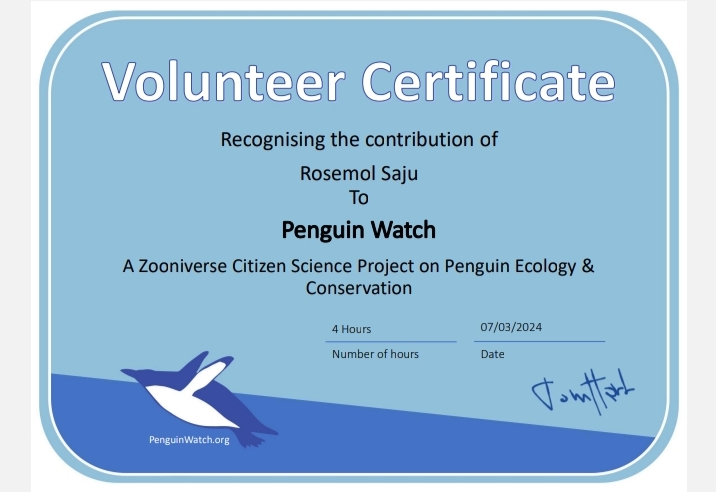 Volunteer Certificate
Recognising the contribution of
Rosemol Saju
To
Penguin Watch
A Zooniverse Citizen Science Project on Penguin Ecology &
Conservation
4 Hours
07/03/2024
Number of hours
Date
TomHart
PenguinWatch.org